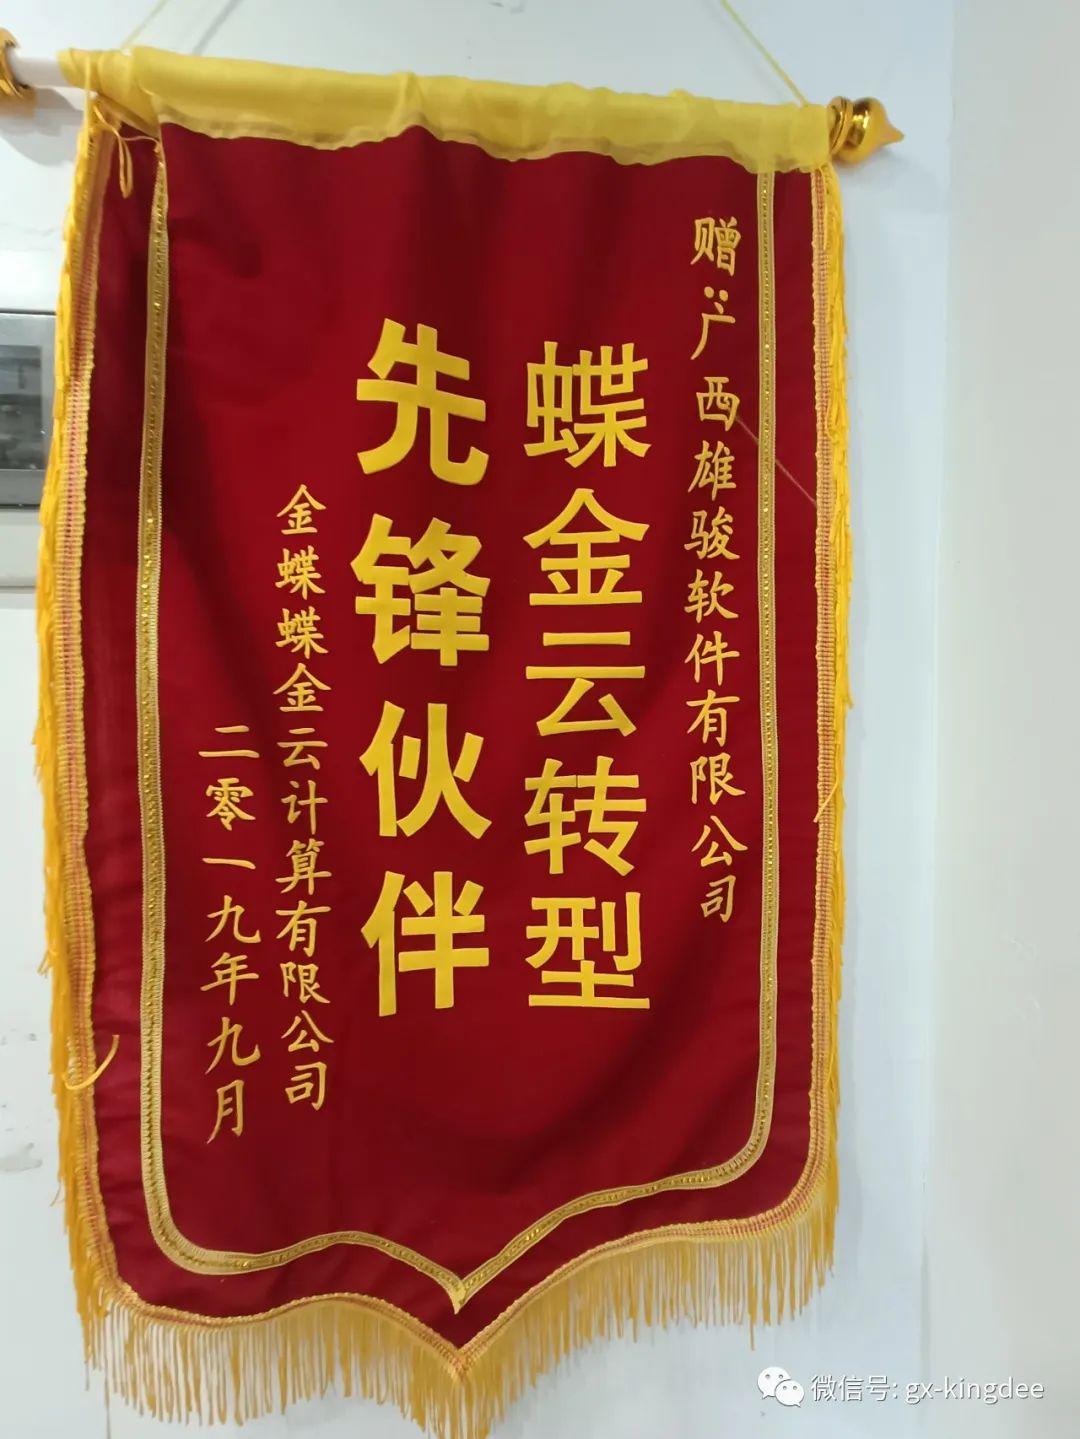 赠:广西雄骏软件有限公司
蝶金云转型
先锋伙伴
金蝶蝶金云计算有限公司
二零一九年九月
微信号: gx-kingdee